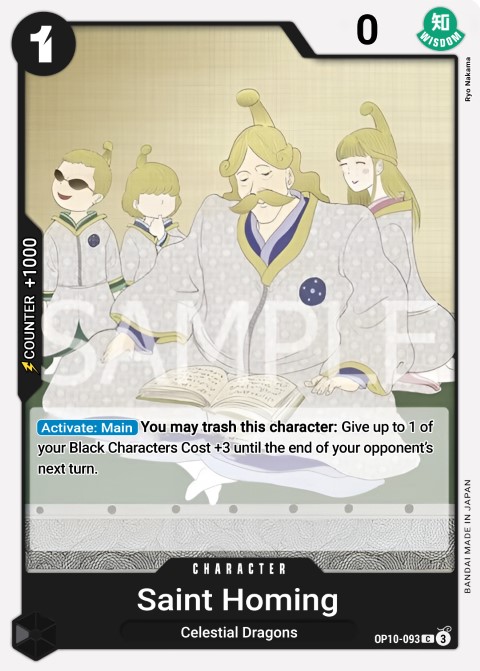 1
0
知
WISDOM
Ryo Nakama
COUNTER +1000
SAMPLE
Activate: Main You may trash this character: Give up to 1 of
your Black Characters Cost +3 until the end of your opponent's
next turn.
BANDAI MADE IN JAPAN
CHARACTER
Saint Homing
Celestial Dragons
OP10-093 C 3